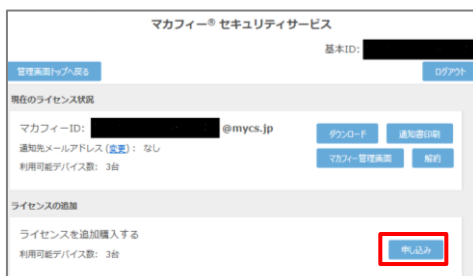 マカフィー® セキュリティサービス
基本ID:
管理画面トップへ戻る
ログアウト
現在のライセンス状況
マカフィーID: @mycs.jp
ダウンロード 通知書印刷
通知先メールアドレス (変更) : なし
マカフィー管理画面 解約
利用可能デバイス数: 3台
ライセンスの追加
ライセンスを追加購入する
申し込み
利用可能デバイス数: 3台